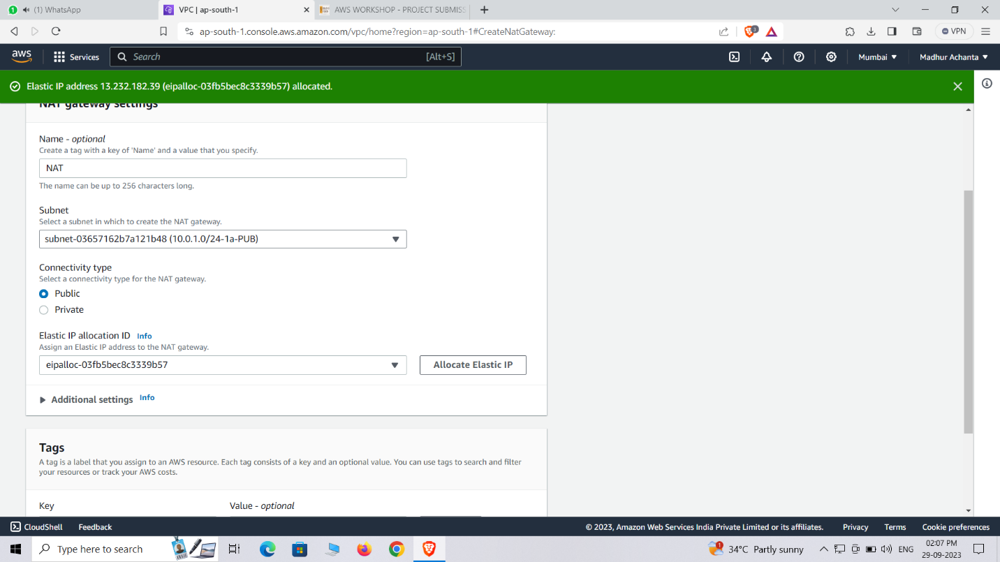 1
(1) WhatsApp
VPC | ap-south-1
AWS WORKSHOP - PROJECT SUBMISS
ap-south-1.console.aws.amazon.com/vpc/home?region=ap-south-1#CreateNatGateway:
3
VPN
aws
Services
Search
[Alt+S]
Mumbai
Madhur Achanta
Elastic IP address 13.232.182.39 (eipalloc-03fb5bec8c3339b57) allocated.
NAT gateway settings
Name - optional
Create a tag with a key of 'Name' and a value that you specify.
NAT
The name can be up to 256 characters long.
Subnet
Select a subnet in which to create the NAT gateway.
subnet-03657162b7a121b48 (10.0.1.0/24-1a-PUB)
Connectivity type
Select a connectivity type for the NAT gateway.
Public
Private
Elastic IP allocation ID Info
Assign an Elastic IP address to the NAT gateway.
eipalloc-03fb5bec8c3339b57
Allocate Elastic IP
Additional settings Info
Tags
A tag is a label that you assign to an AWS resource. Each tag consists of a key and an optional value. You can use tags to search and filter
your resources or track your AWS costs.
Key
Value - optional
CloudShell
Feedback
© 2023, Amazon Web Services India Private Limited or its affiliates.
Privacy
Terms
Cookie preferences
Type here to search
1
34°C Partly sunny
ENG
02:07 PM
29-09-2023